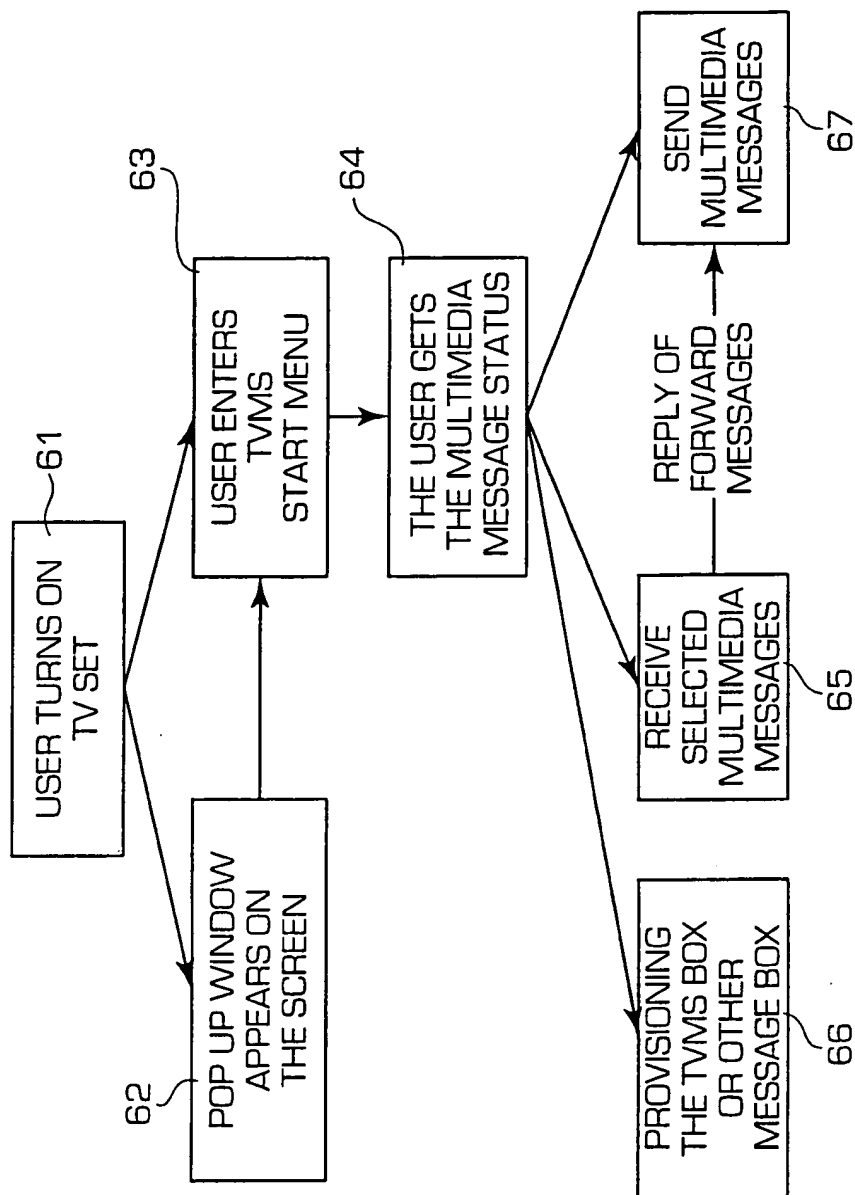 61
USER TURNS ON
TV SET
62
POP UP WINDOW
APPEARS ON
THE SCREEN
63
USER ENTERS
TVMS
START MENU
64
THE USER GETS
THE MULTIMEDIA
MESSAGE STATUS
PROVISIONING
THE TVMS BOX
OR OTHER
MESSAGE BOX
66
RECEIVE
SELECTED
MULTIMEDIA
MESSAGES
65
REPLY OF
FORWARD
MESSAGES
SEND
MULTIMEDIA
MESSAGES
67